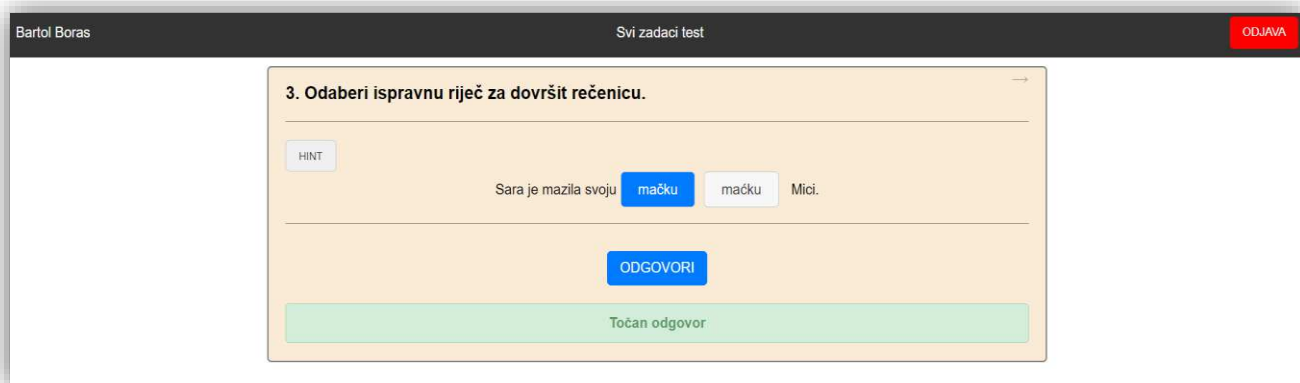 Bartol Boras Svi zadaci test ODJAVA
→
3. Odaberi ispravnu riječ za dovršit rečenicu.
HINT
Sara je mazila svoju mačku maćku Mici.
ODGOVORI
Točan odgovor